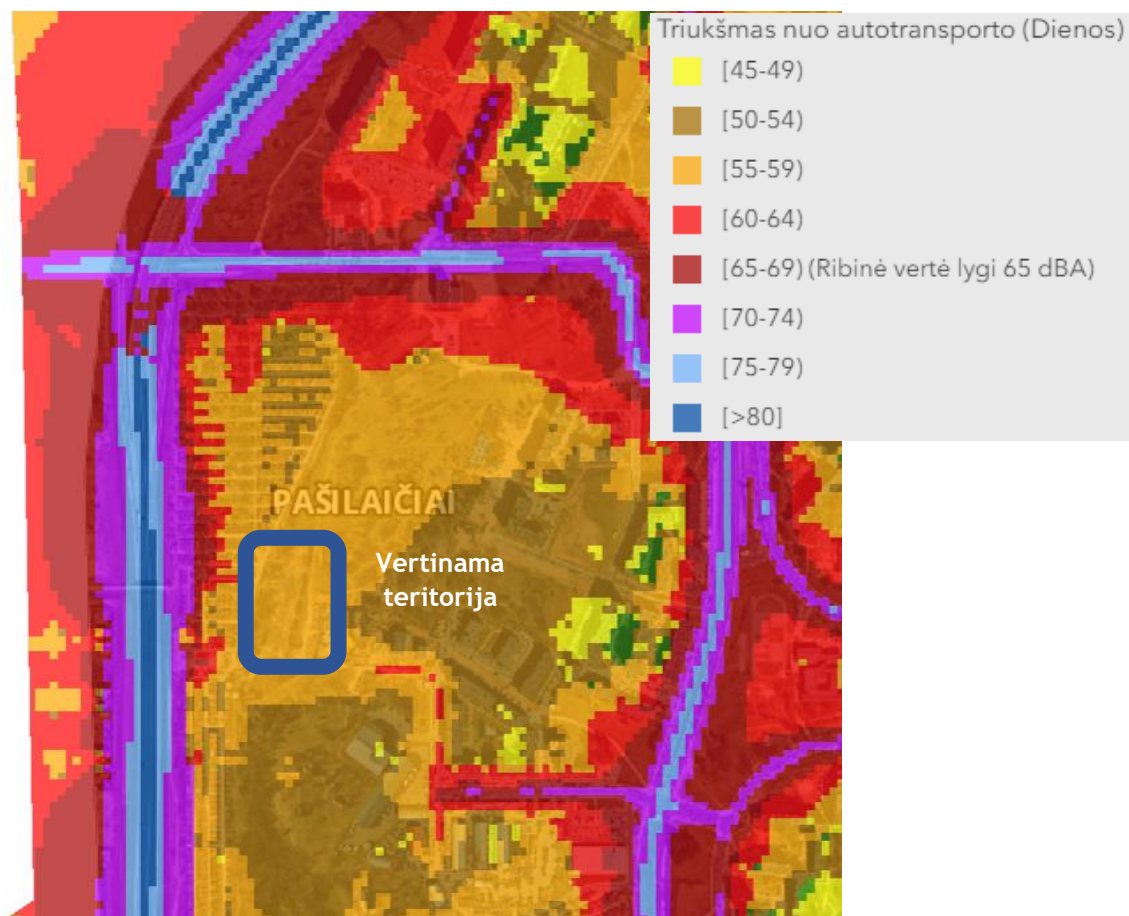 Triukšmas nuo autotransporto (Dienos)
[45-49)
[50-54)
[55-59)
[60-64)
[65-69) (Ribinė vertė lygi 65 dBA)
[70-74)
[75-79)
[>80]
PAŠILAIČIAI
Vertinama
teritorija